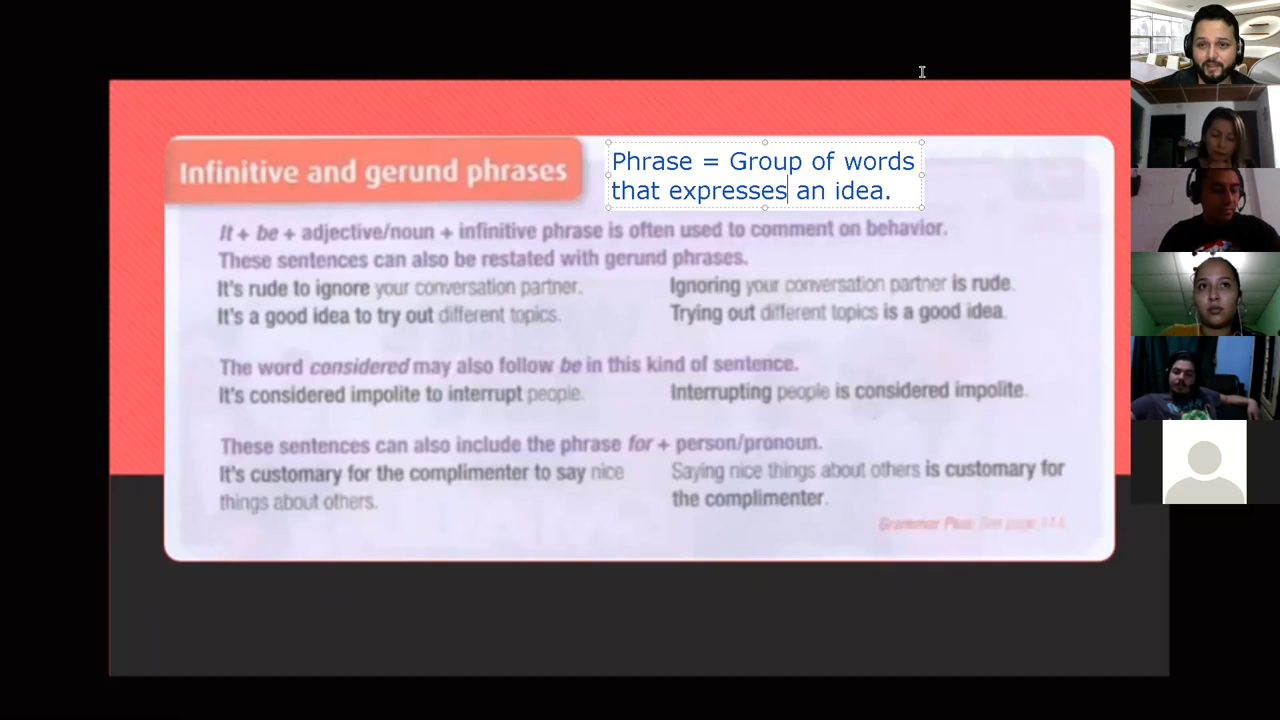 Infinitive and gerund phrases
Phrase = Group of words
that expresses an idea.
It + be + adjective/noun + infinitive phrase is often used to comment on behavior.
These sentences can also be restated with gerund phrases.
It's rude to ignore your conversation partner.
Ignoring your conversation partner is rude.
It's a good idea to try out different topics.
Trying out different topics is a good idea.
The word considered may also follow be in this kind of sentence.
It's considered impolite to interrupt people.
Interrupting people is considered impolite.
These sentences can also include the phrase for + person/pronoun.
It's customary for the complimenter to say nice
things about others.
Saying nice things about others is customary for
the complimenter.
Grammar Plus: See page